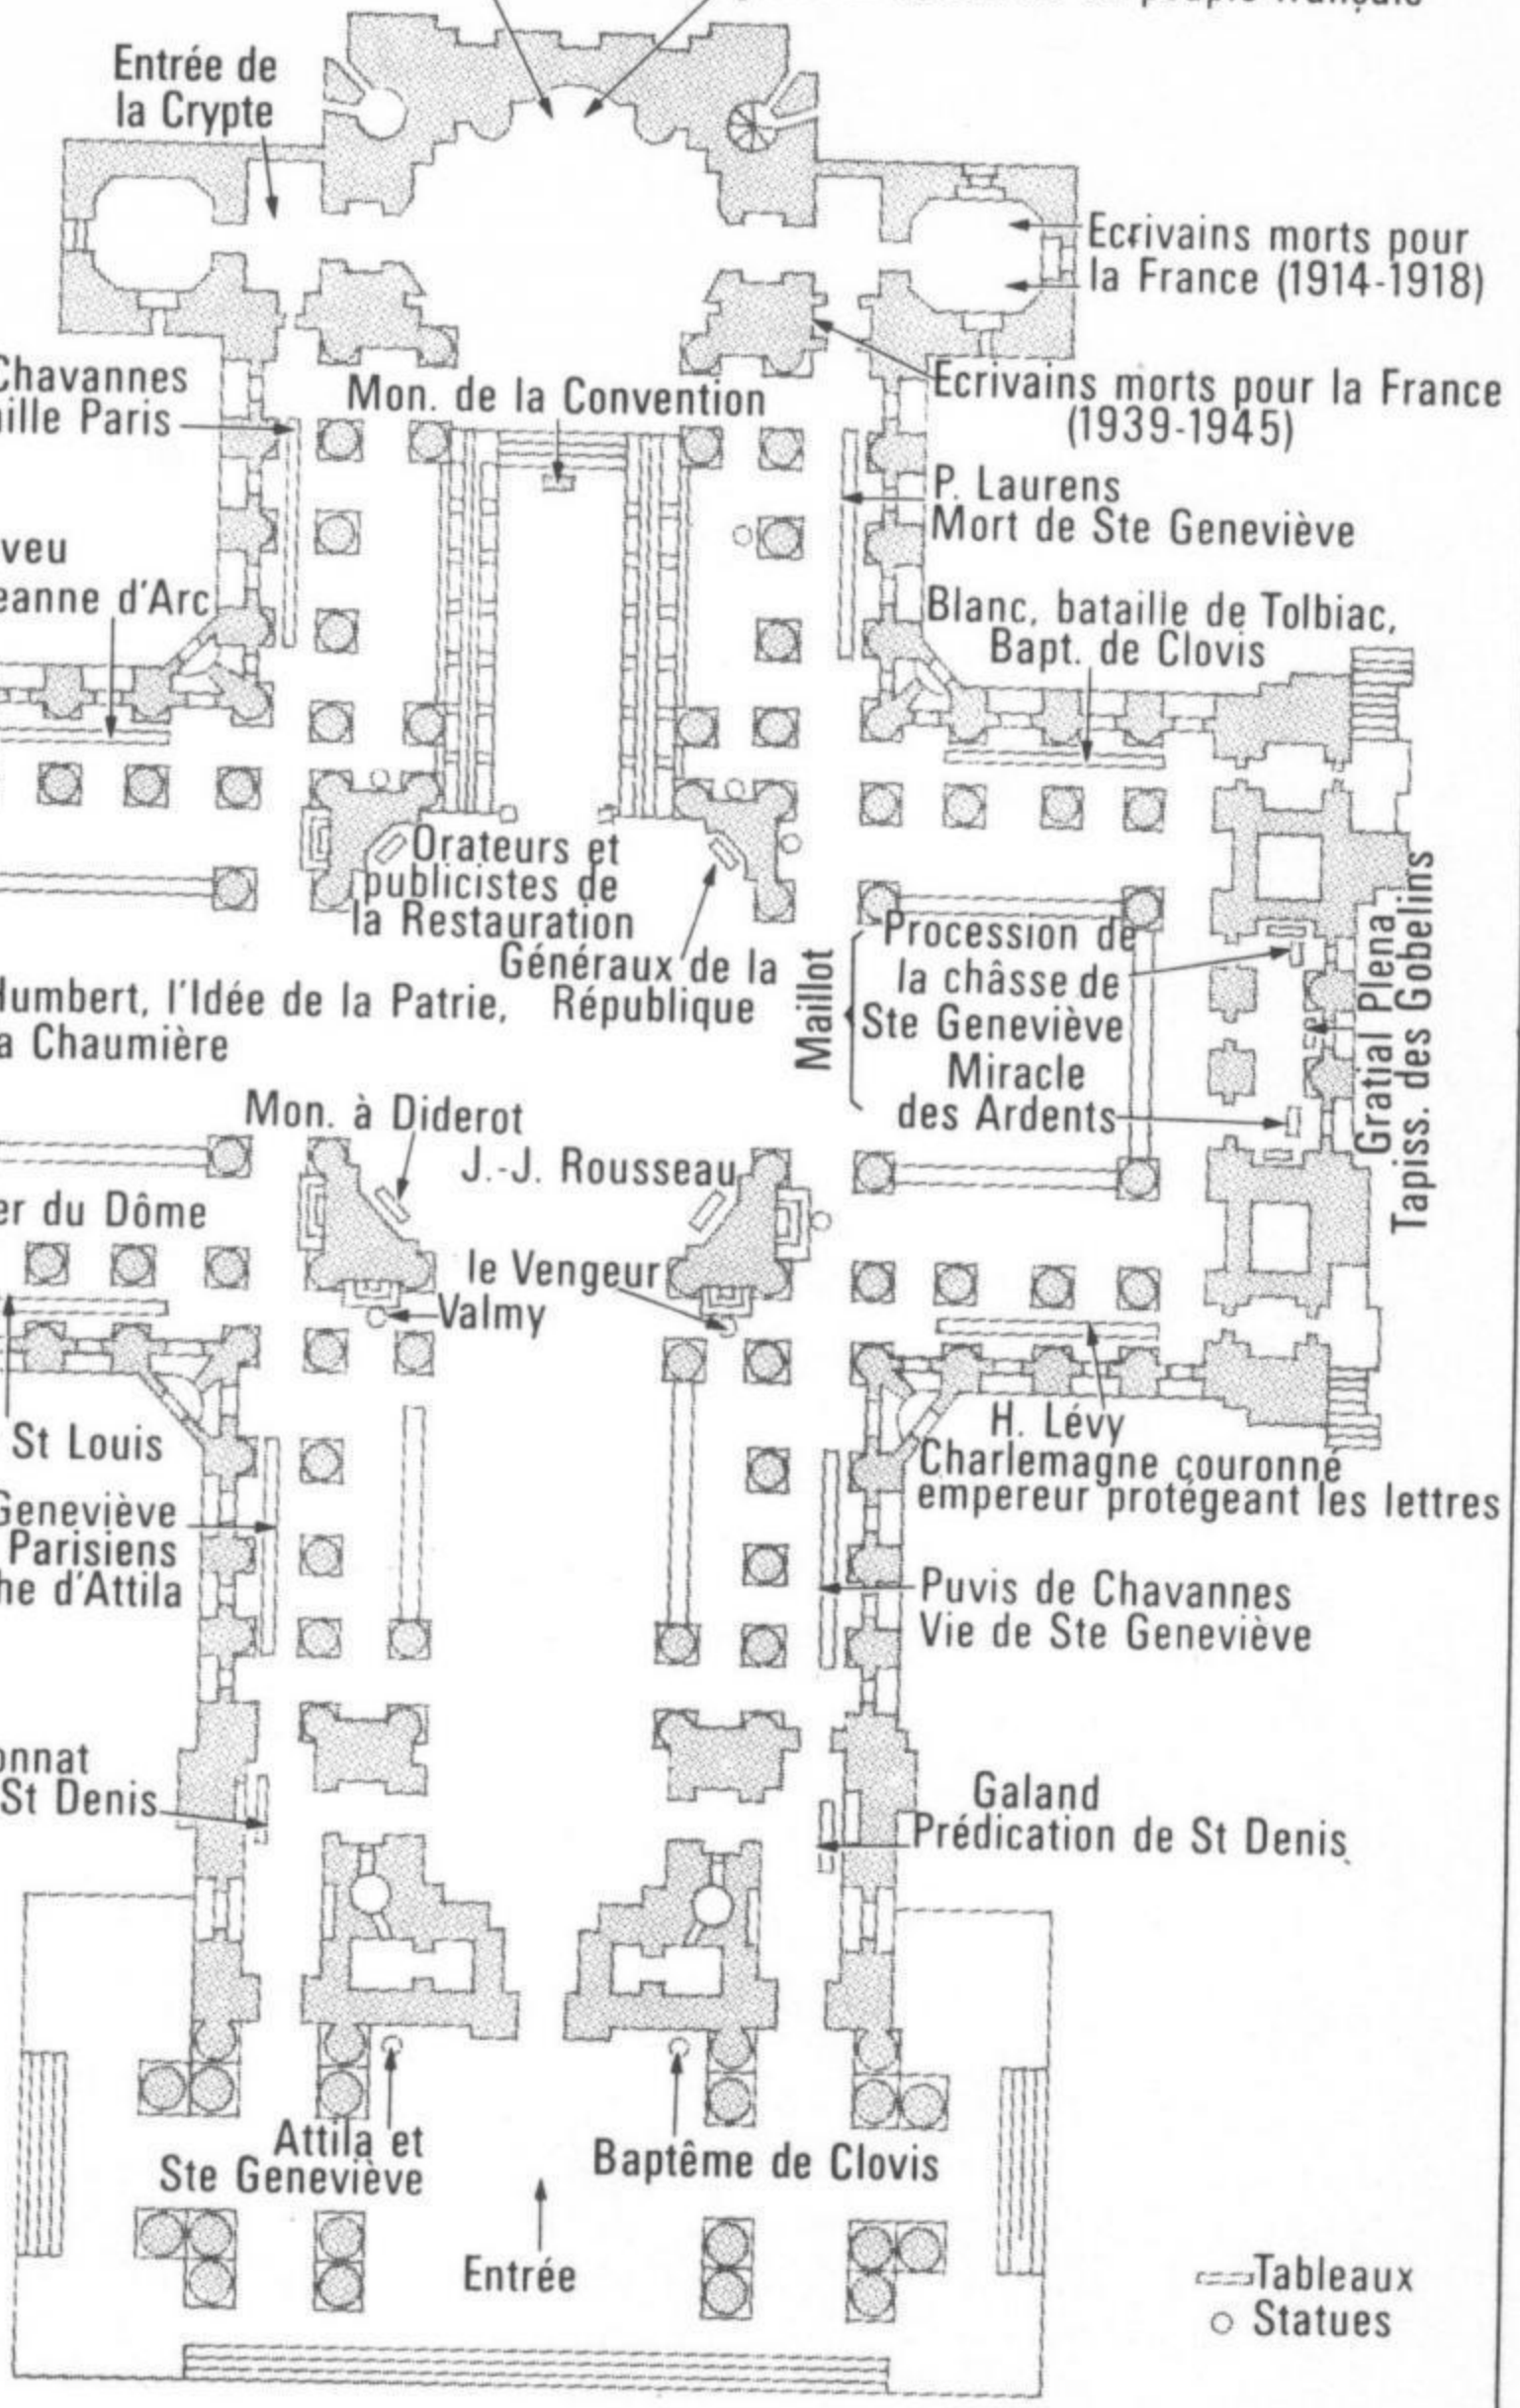 peuple français
Entrée de
la Crypte
Ecrivains morts pour
la France (1914-1918)
Chavannes
Paris
Mon. de la Convention
Ecrivains morts pour la France
(1939-1945)
P. Laurens
Mort de Ste Geneviève
veu
eanne d'Arc
Blanc, bataille de Tolbiac,
Bapt. de Clovis
Orateurs et
publicistes de
la Restauration
Généraux de la
République
Humbert, l'Idée de la Patrie,
a Chaumière
Maillot
Procession de
la châsse de
Ste Geneviève
Miracle
des Ardents
Gratial Plena
Tapiss. des Gobelins
Mon. à Diderot
J.-J. Rousseau
er du Dôme
le Vengeur
Valmy
St Louis
H. Lévy
Charlemagne couronné
empereur protégeant les lettres
Geneviève
Parisiens
he d'Attila
Puvis de Chavannes
Vie de Ste Geneviève
onnat
St Denis
Galand
Prédication de St Denis
Attila et
Ste Geneviève
Baptême de Clovis
Entrée
Tableaux
Statues